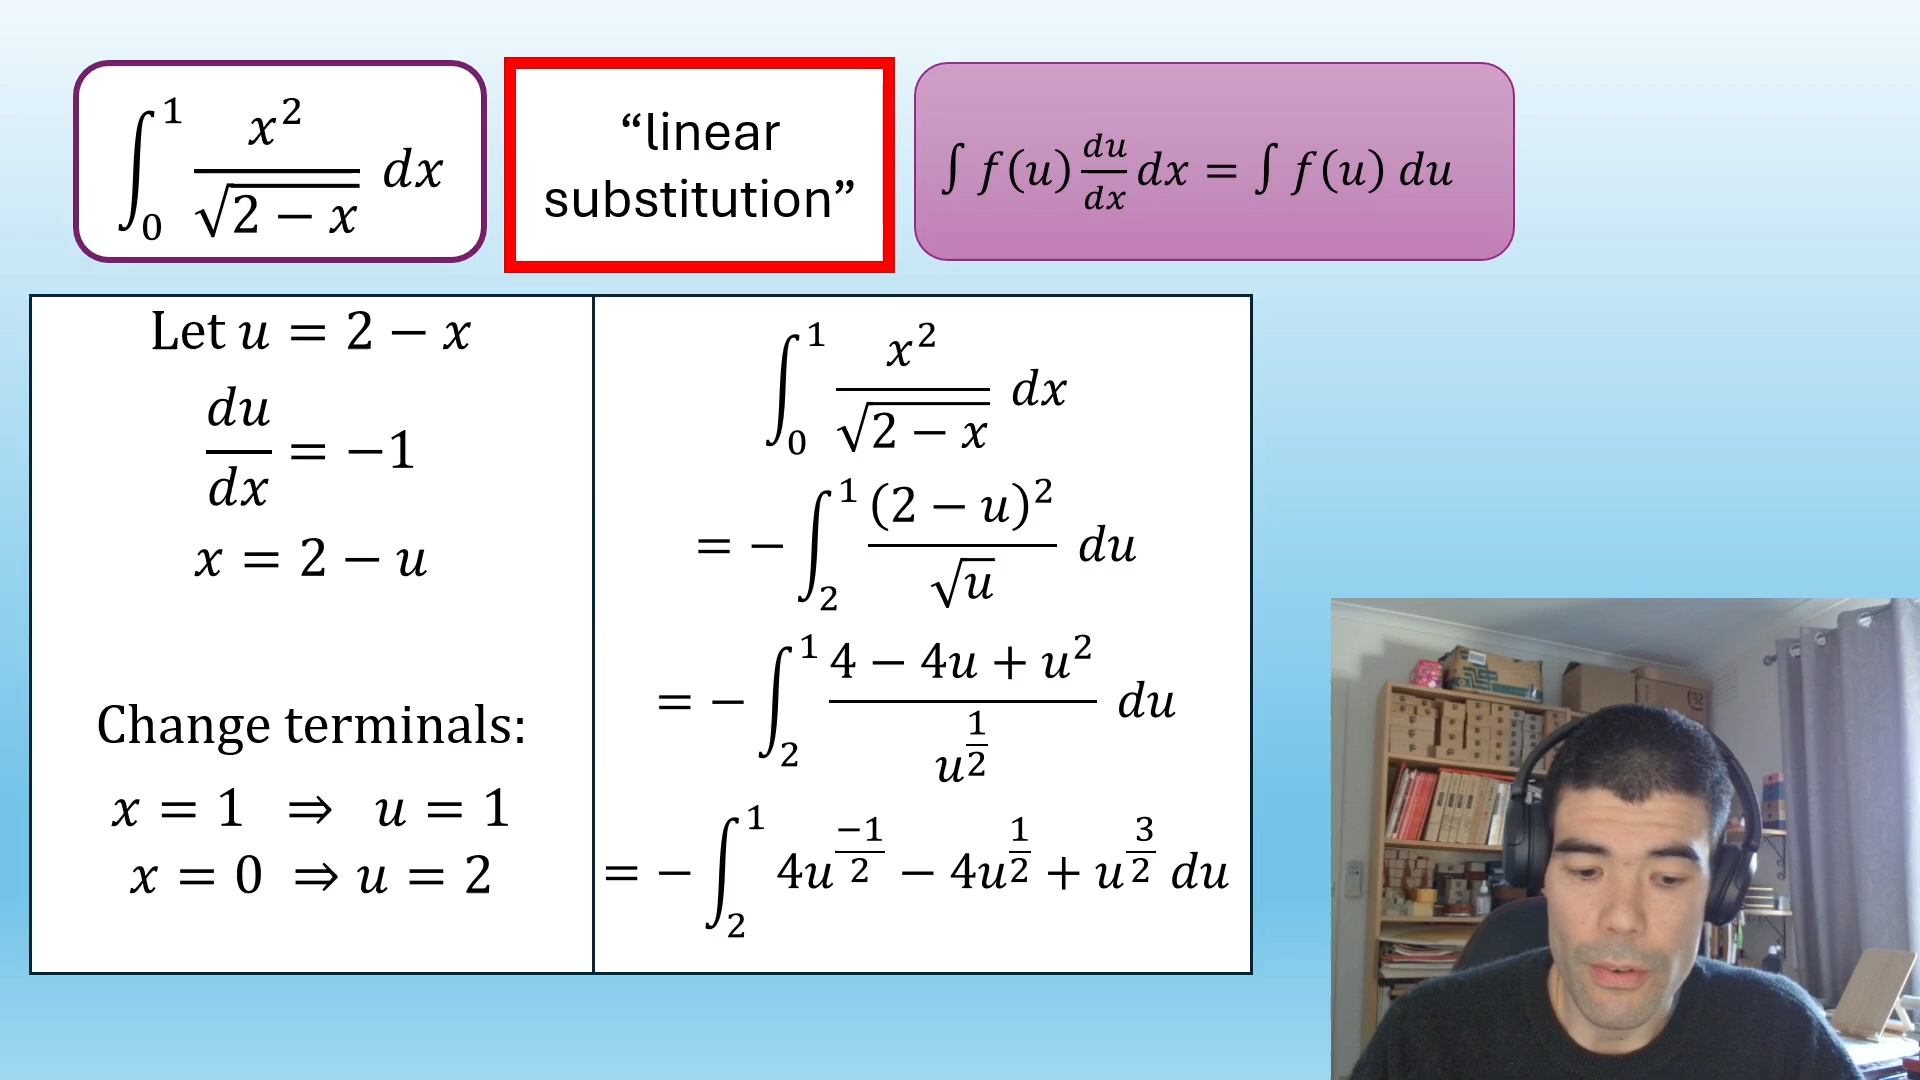 ∫₀¹ x²/√(2 − x) dx
“linear
substitution”
∫ f(u) du/dx dx = ∫ f(u) du
Let u = 2 − x
du/dx = −1
x = 2 − u
Change terminals:
x = 1 ⇒ u = 1
x = 0 ⇒ u = 2
∫₀¹ x²/√(2 − x) dx
= − ∫₂¹ (2 − u)²/√u du
= − ∫₂¹ (4 − 4u + u²)/u^(1/2) du
= − ∫₂¹ 4u^(−1/2) − 4u^(1/2) + u^(3/2) du